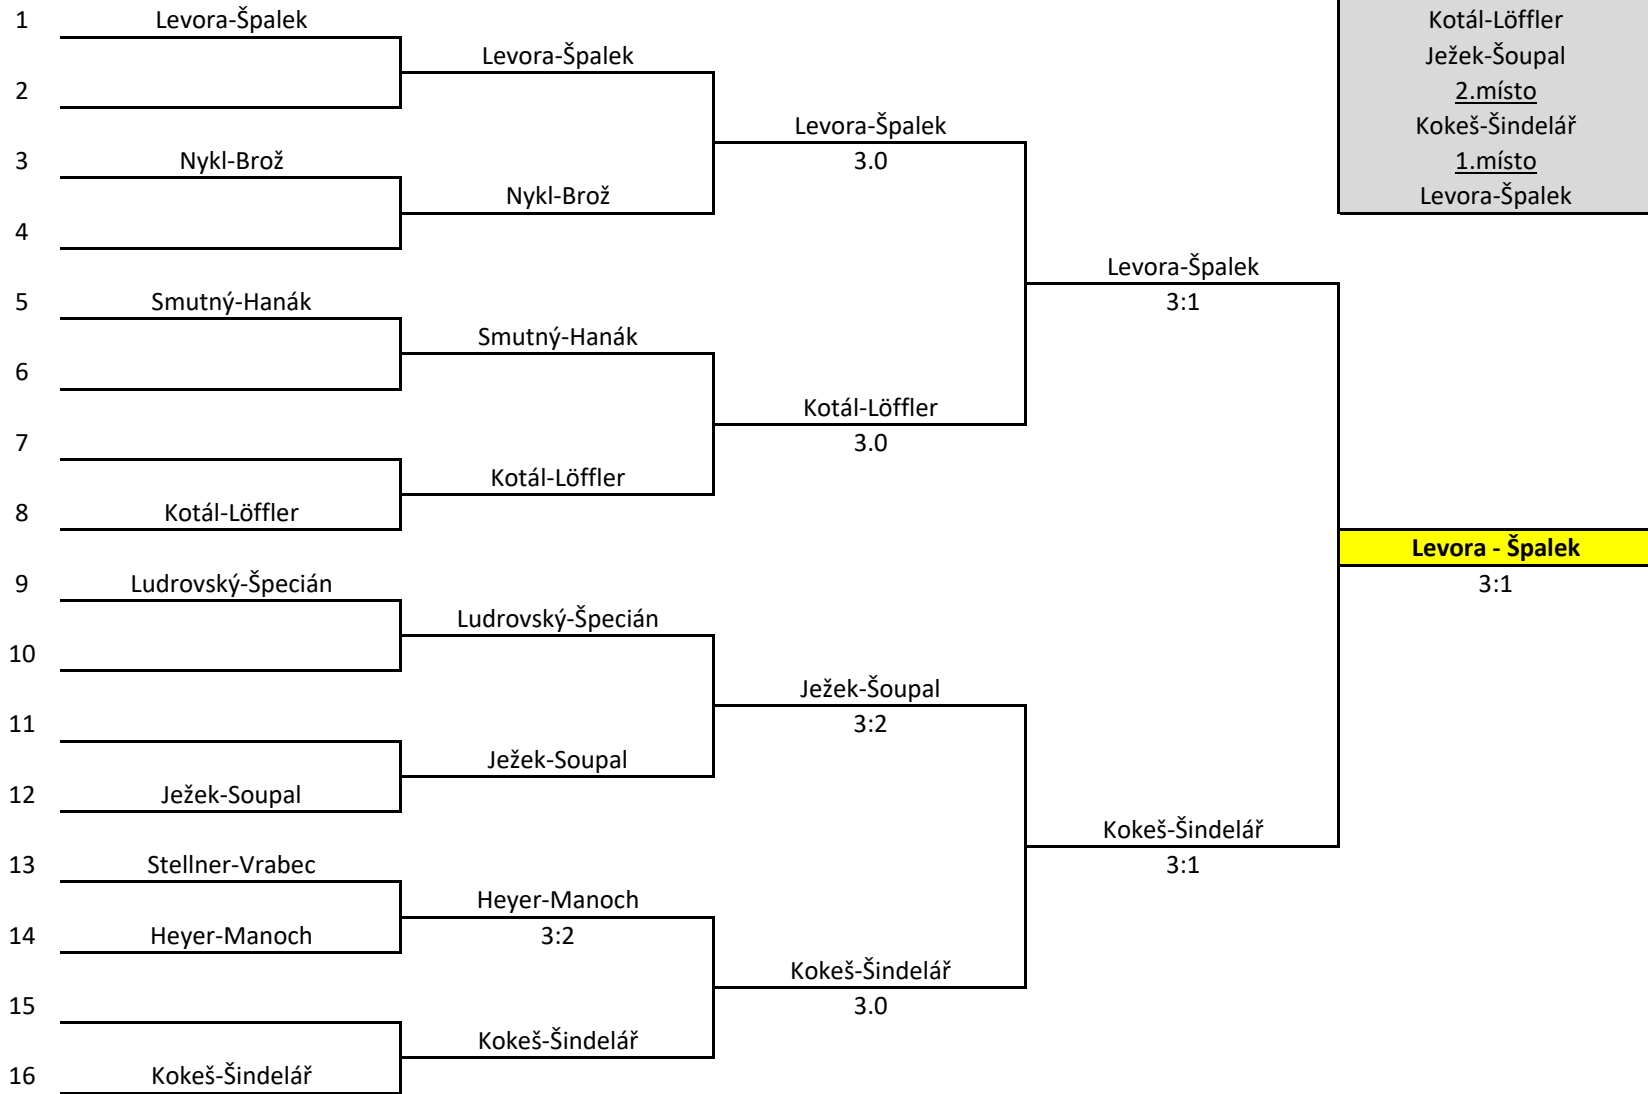 1 Levora-Špalek Kotál-Löffler
Levora-Špalek Ježek-Šoupal
2 2.místo
Levora-Špalek Kokeš-Šindelář
3 Nykl-Brož 3.0 1.místo
Nykl-Brož Levora-Špalek
4
Levora-Špalek
5 Smutný-Hanák 3:1
Smutný-Hanák
6
Kotál-Löffler
7 3.0
Kotál-Löffler
8 Kotál-Löffler
Levora - Špalek
9 Ludrovský-Špecián 3:1
Ludrovský-Špecián
10
Ježek-Šoupal
11 3:2
Ježek-Soupal
12 Ježek-Soupal
Kokeš-Šindelář
13 Stellner-Vrabec 3:1
Heyer-Manoch
14 Heyer-Manoch 3:2
Kokeš-Šindelář
15 3.0
Kokeš-Šindelář
16 Kokeš-Šindelář